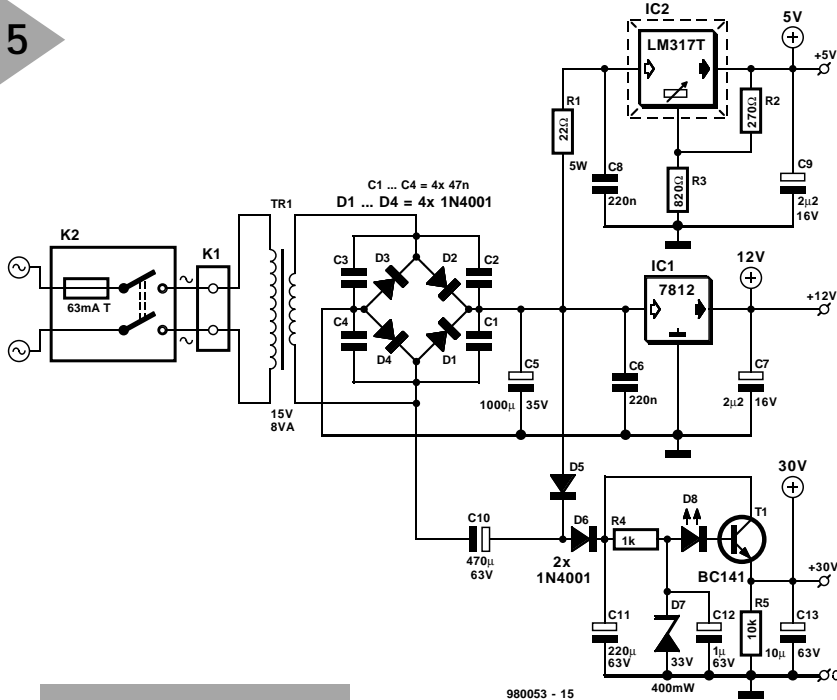 5
IC2
5V
LM317T
+5V
R1
22Ω
5W
R2
270Ω
C8
220n
R3
820Ω
C9
2µ2
16V
C1 ... C4 = 4x 47n
D1 ... D4 = 4x 1N4001
TR1
K2
K1
63mA T
~
~
~
~
C3
D3
D2
C2
C4
D4
D1
C1
15V
8VA
IC1
7812
12V
+12V
C5
1000µ 35V
C6
220n
C7
2µ2 16V
D5
C10
470µ
63V
D6
2x
1N4001
R4
1k
D8
T1
BC141
30V
+30V
C11
220µ
63V
D7
33V
400mW
C12
1µ
63V
R5
10k
C13
10µ 63V
980053 - 15